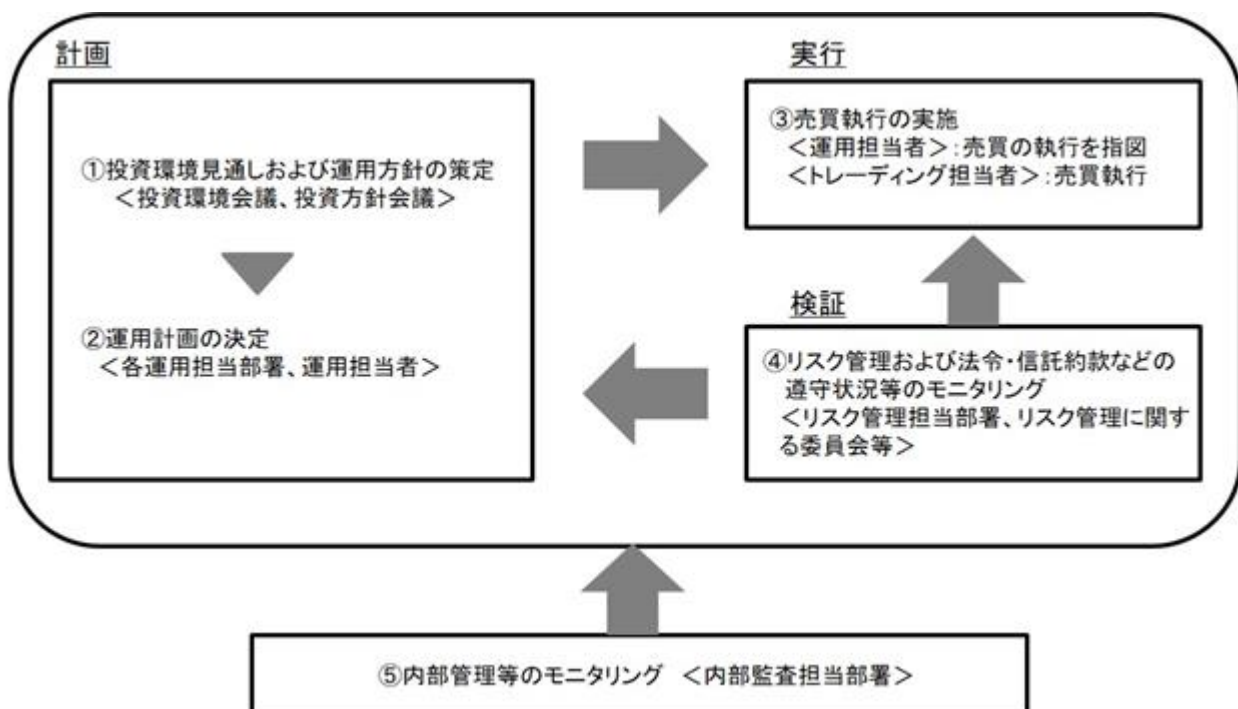 計画
①投資環境見通しおよび運用方針の策定
＜投資環境会議、投資方針会議＞
②運用計画の決定
＜各運用担当部署、運用担当者＞
実行
③売買執行の実施
＜運用担当者＞：売買の執行を指図
＜トレーディング担当者＞：売買執行
検証
④リスク管理および法令・信託約款などの
遵守状況等のモニタリング
＜リスク管理担当部署、リスク管理に関す
る委員会等＞
⑤内部管理等のモニタリング ＜内部監査担当部署＞